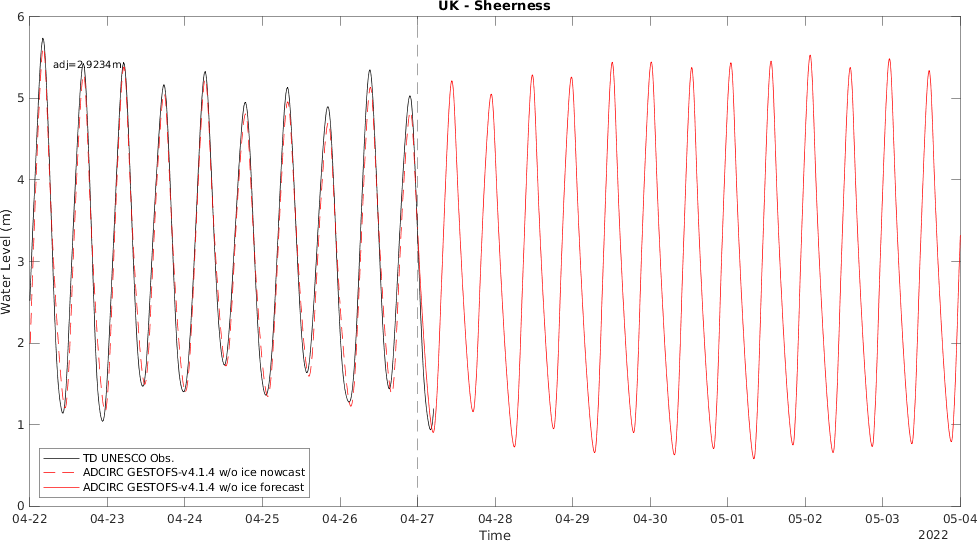 UK - Sheerness
6
adj=2.9234m
5
4
3
2
1
0
Water Level (m)
TD UNESCO Obs.
ADCIRC GESTOFS-v4.1.4 w/o ice nowcast
ADCIRC GESTOFS-v4.1.4 w/o ice forecast
04-22 04-23 04-24 04-25 04-26 04-27 04-28 04-29 04-30 05-01 05-02 05-03 05-04
Time
2022